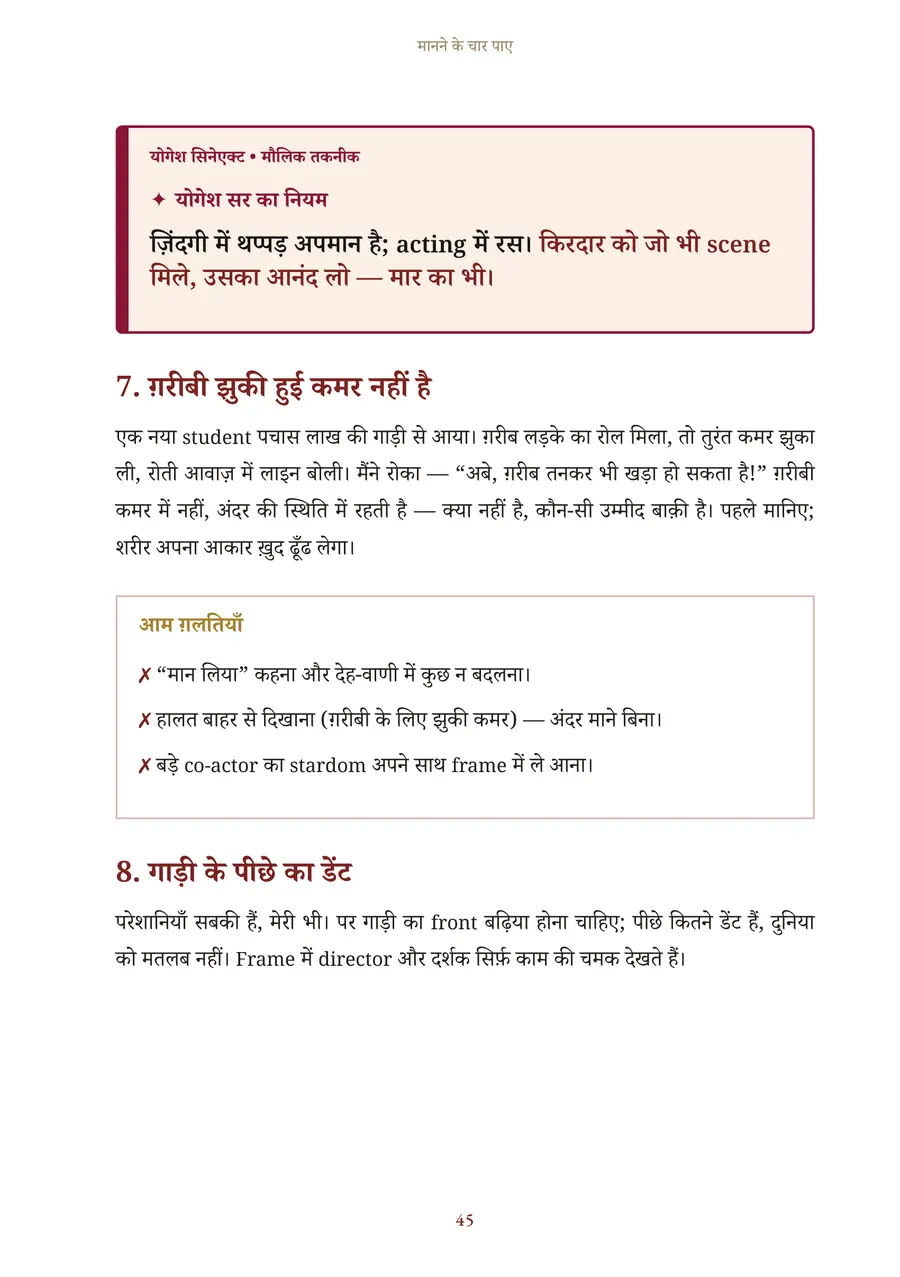 मानने के चार पाए
योगेश सिनेएक्ट • मौलिक तकनीक
✦ योगेश सर का नियम
ज़िंदगी में थप्पड़ अपमान है; acting में रस। किरदार को जो भी scene
मिले, उसका आनंद लो — मार का भी।
7. ग़रीबी झुकी हुई कमर नहीं है
एक नया student पचास लाख की गाड़ी से आया। ग़रीब लड़के का रोल मिला, तो तुरंत कमर झुका
ली, रोती आवाज़ में लाइन बोली। मैंने रोका — “अबे, ग़रीब तनकर भी खड़ा हो सकता है!” ग़रीबी
कमर में नहीं, अंदर की स्थिति में रहती है — क्या नहीं है, कौन-सी उम्मीद बाक़ी है। पहले मानिए;
शरीर अपना आकार ख़ुद ढूँढ लेगा।
आम ग़लतियाँ
✗ “मान लिया” कहना और देह-वाणी में कुछ न बदलना।
✗ हालत बाहर से दिखाना (ग़रीबी के लिए झुकी कमर) — अंदर माने बिना।
✗ बड़े co-actor का stardom अपने साथ frame में ले आना।
8. गाड़ी के पीछे का डेंट
परेशानियाँ सबकी हैं, मेरी भी। पर गाड़ी का front बढ़िया होना चाहिए; पीछे कितने डेंट हैं, दुनिया
को मतलब नहीं। Frame में director और दर्शक सिर्फ़ काम की चमक देखते हैं।
45